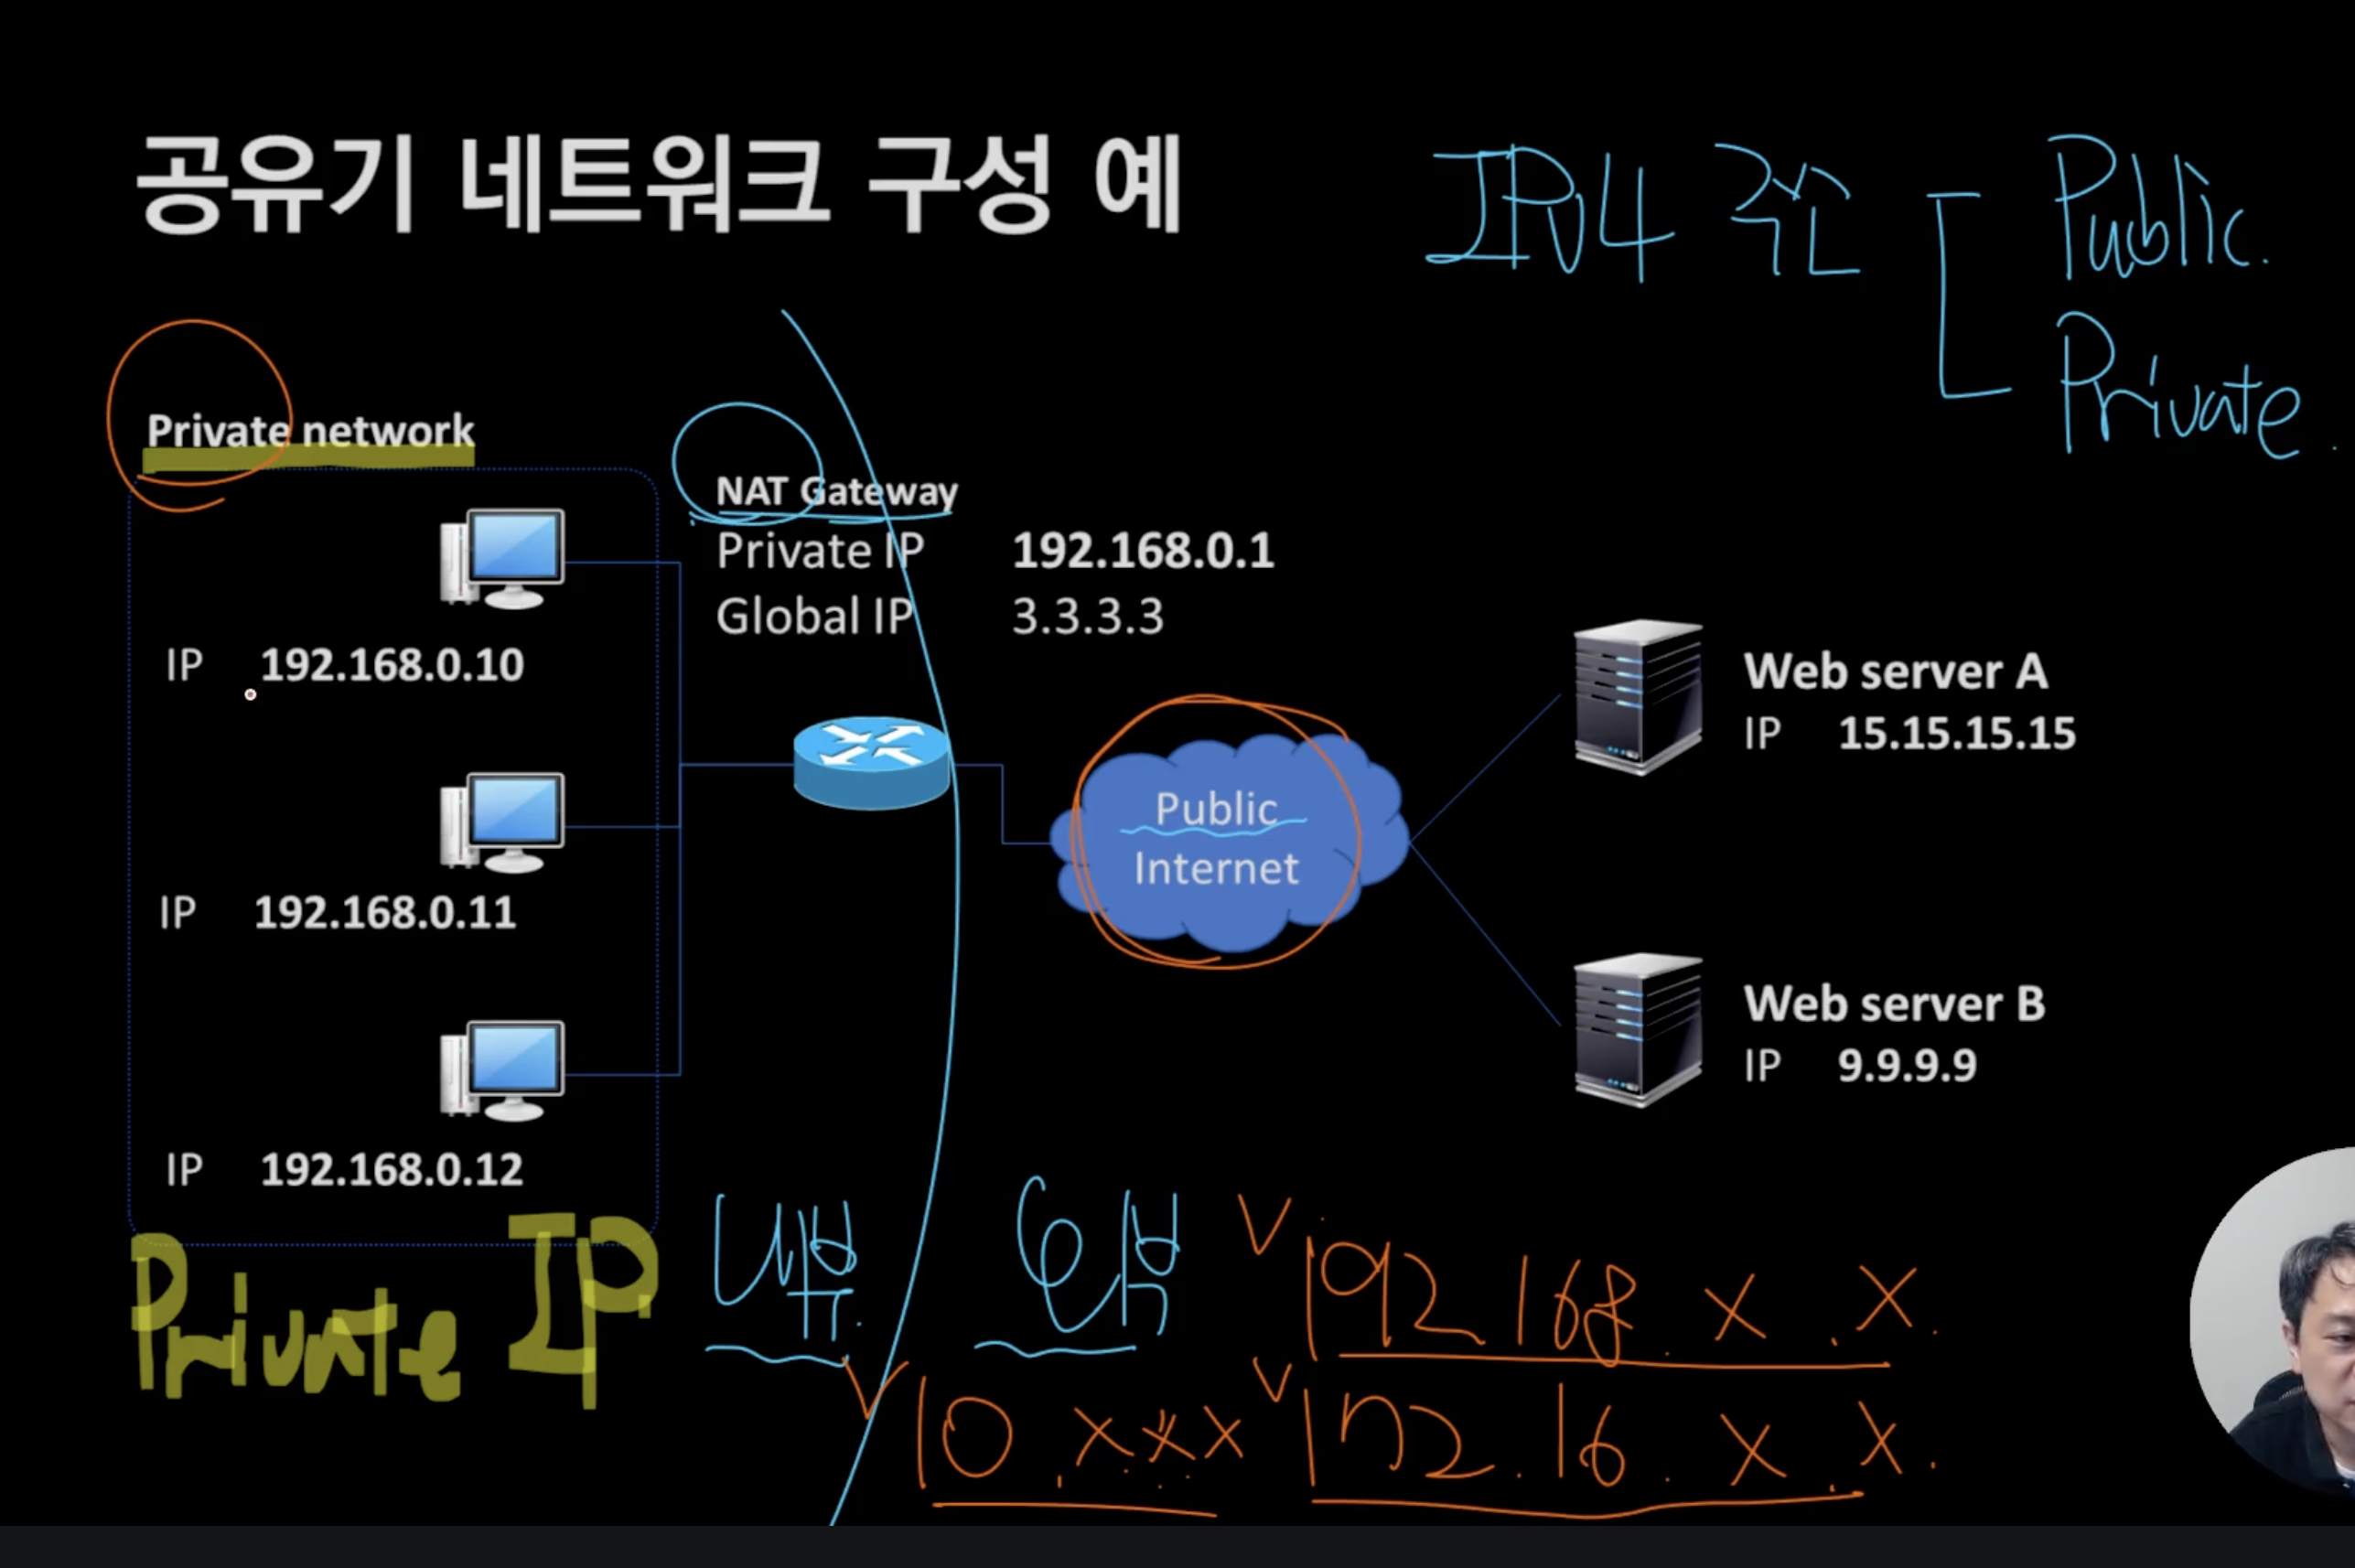 공유기 네트워크 구성 예
IPv4 주소
Public.
Private.
Private network
NAT Gateway
Private IP 192.168.0.1
Global IP 3.3.3.3
IP 192.168.0.10
IP 192.168.0.11
IP 192.168.0.12
Public
Internet
Web server A
IP 15.15.15.15
Web server B
IP 9.9.9.9
Private IP
내부.
외부
192.168.x.x.
10.x.x.x
172.16.x.x.